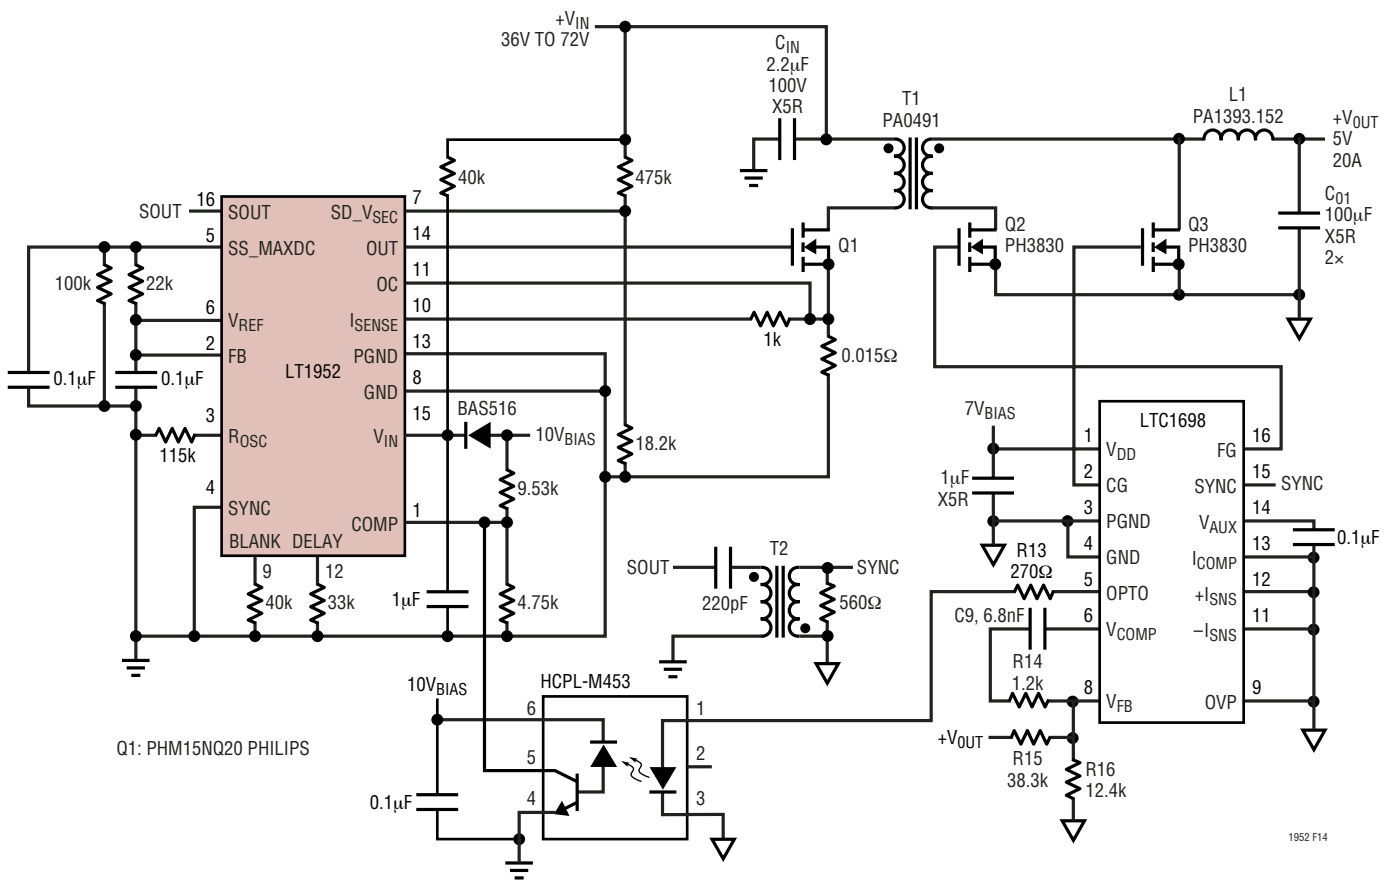 +VIN
36V TO 72V
CIN
2.2µF
100V
X5R
T1
PA0491
L1
PA1393.152
+VOUT
5V
20A
CO1
100µF
X5R
2×
40k
475k
SOUT
16
SOUT
5
SS_MAXDC
100k
22k
6
VREF
2
FB
0.1µF
0.1µF
3
ROSC
115k
4
SYNC
LT1952
SD_VSEC
7
OUT
14
OC
11
ISENSE
10
PGND
13
GND
8
VIN
15
COMP
1
BLANK
DELAY
9
12
40k
33k
Q1
Q2
PH3830
Q3
PH3830
1k
0.015Ω
BAS516
10VBIAS
18.2k
9.53k
4.75k
1µF
7VBIAS
1µF
X5R
LTC1698
1
VDD
2
CG
3
PGND
4
GND
5
OPTO
6
VCOMP
8
VFB
FG
16
SYNC
15
SYNC
VAUX
14
ICOMP
13
0.1µF
+ISNS
12
–ISNS
11
OVP
9
SOUT
220pF
T2
SYNC
560Ω
R13
270Ω
C9, 6.8nF
R14
1.2k
+VOUT
R15
38.3k
R16
12.4k
HCPL-M453
10VBIAS
6
5
4
1
2
3
0.1µF
Q1: PHM15NQ20 PHILIPS
1952 F14